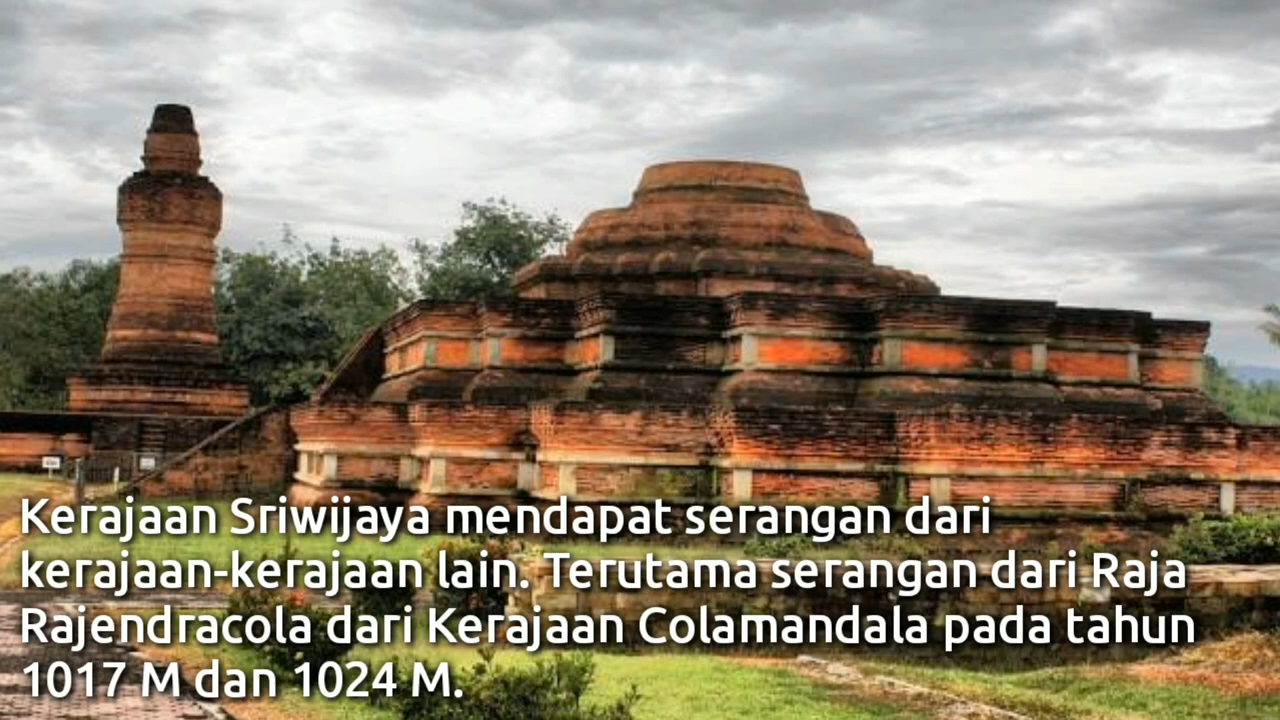 Kerajaan Sriwijaya mendapat serangan dari
kerajaan-kerajaan lain. Terutama serangan dari Raja
Rajendracola dari Kerajaan Colamandala pada tahun
1017 M dan 1024 M.